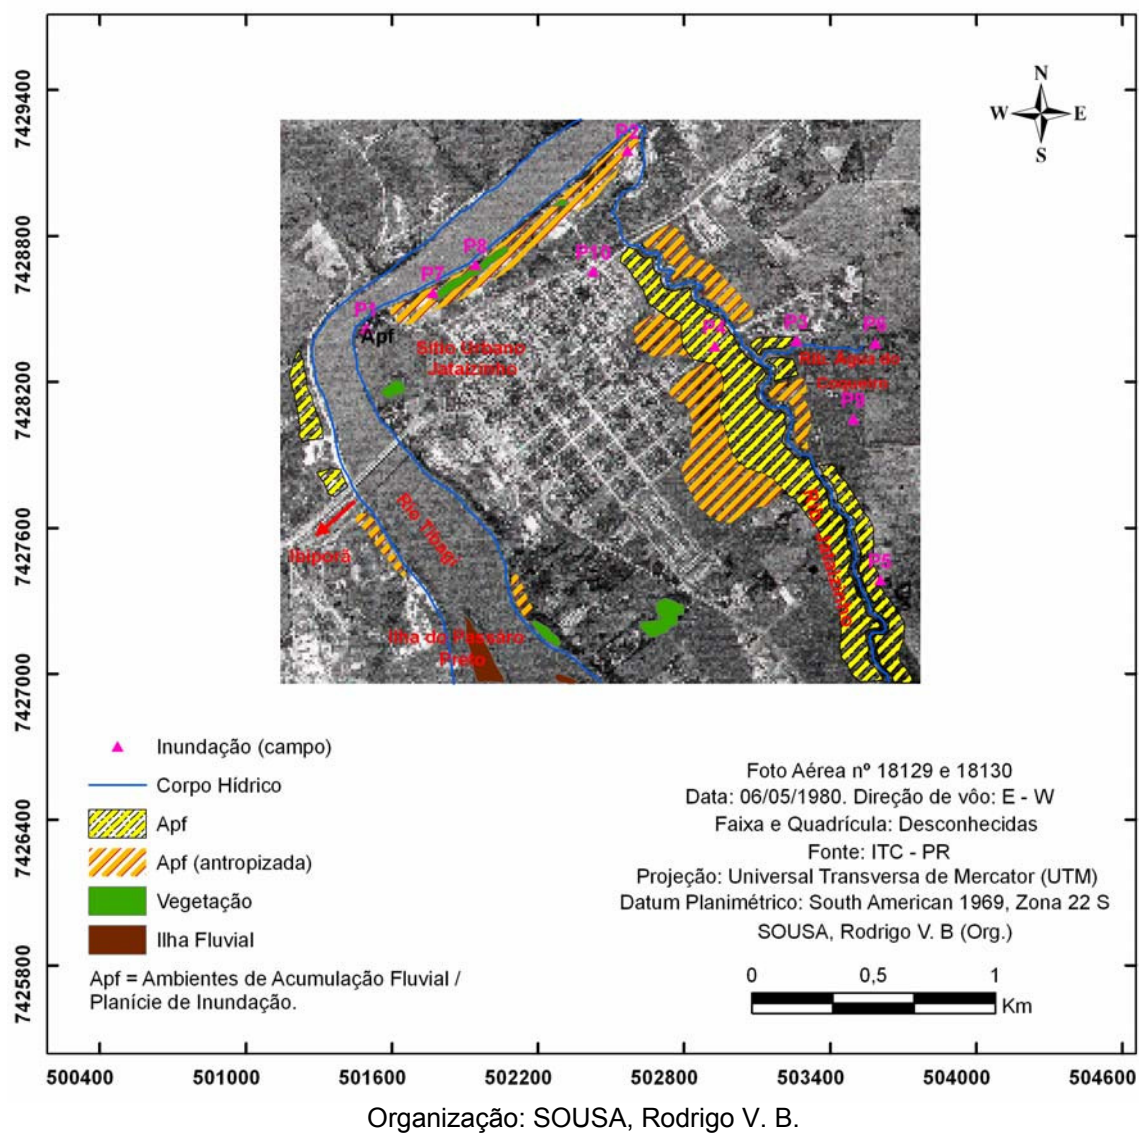 7429400
7428800
7428200
7427600
7427000
7426400
7425800
N
W E
S
P2
P8
P10
P7
P1
Apf
Sítio Urbano
Jataizinho
P4
P3
P6
Rib. Água do
Coqueiro
P9
Rio Tibagi
Ibiporã
Rib. Jataizinho
P5
Ilha do Pássaro
Preto
Inundação (campo)
Corpo Hídrico
Apf
Apf (antropizada)
Vegetação
Ilha Fluvial
Apf = Ambientes de Acumulação Fluvial /
Planície de Inundação.
Foto Aérea nº 18129 e 18130
Data: 06/05/1980. Direção de vôo: E - W
Faixa e Quadrícula: Desconhecidas
Fonte: ITC - PR
Projeção: Universal Transversa de Mercator (UTM)
Datum Planimétrico: South American 1969, Zona 22 S
SOUSA, Rodrigo V. B (Org.)
0 0,5 1
Km
500400 501000 501600 502200 502800 503400 504000 504600
Organização: SOUSA, Rodrigo V. B.